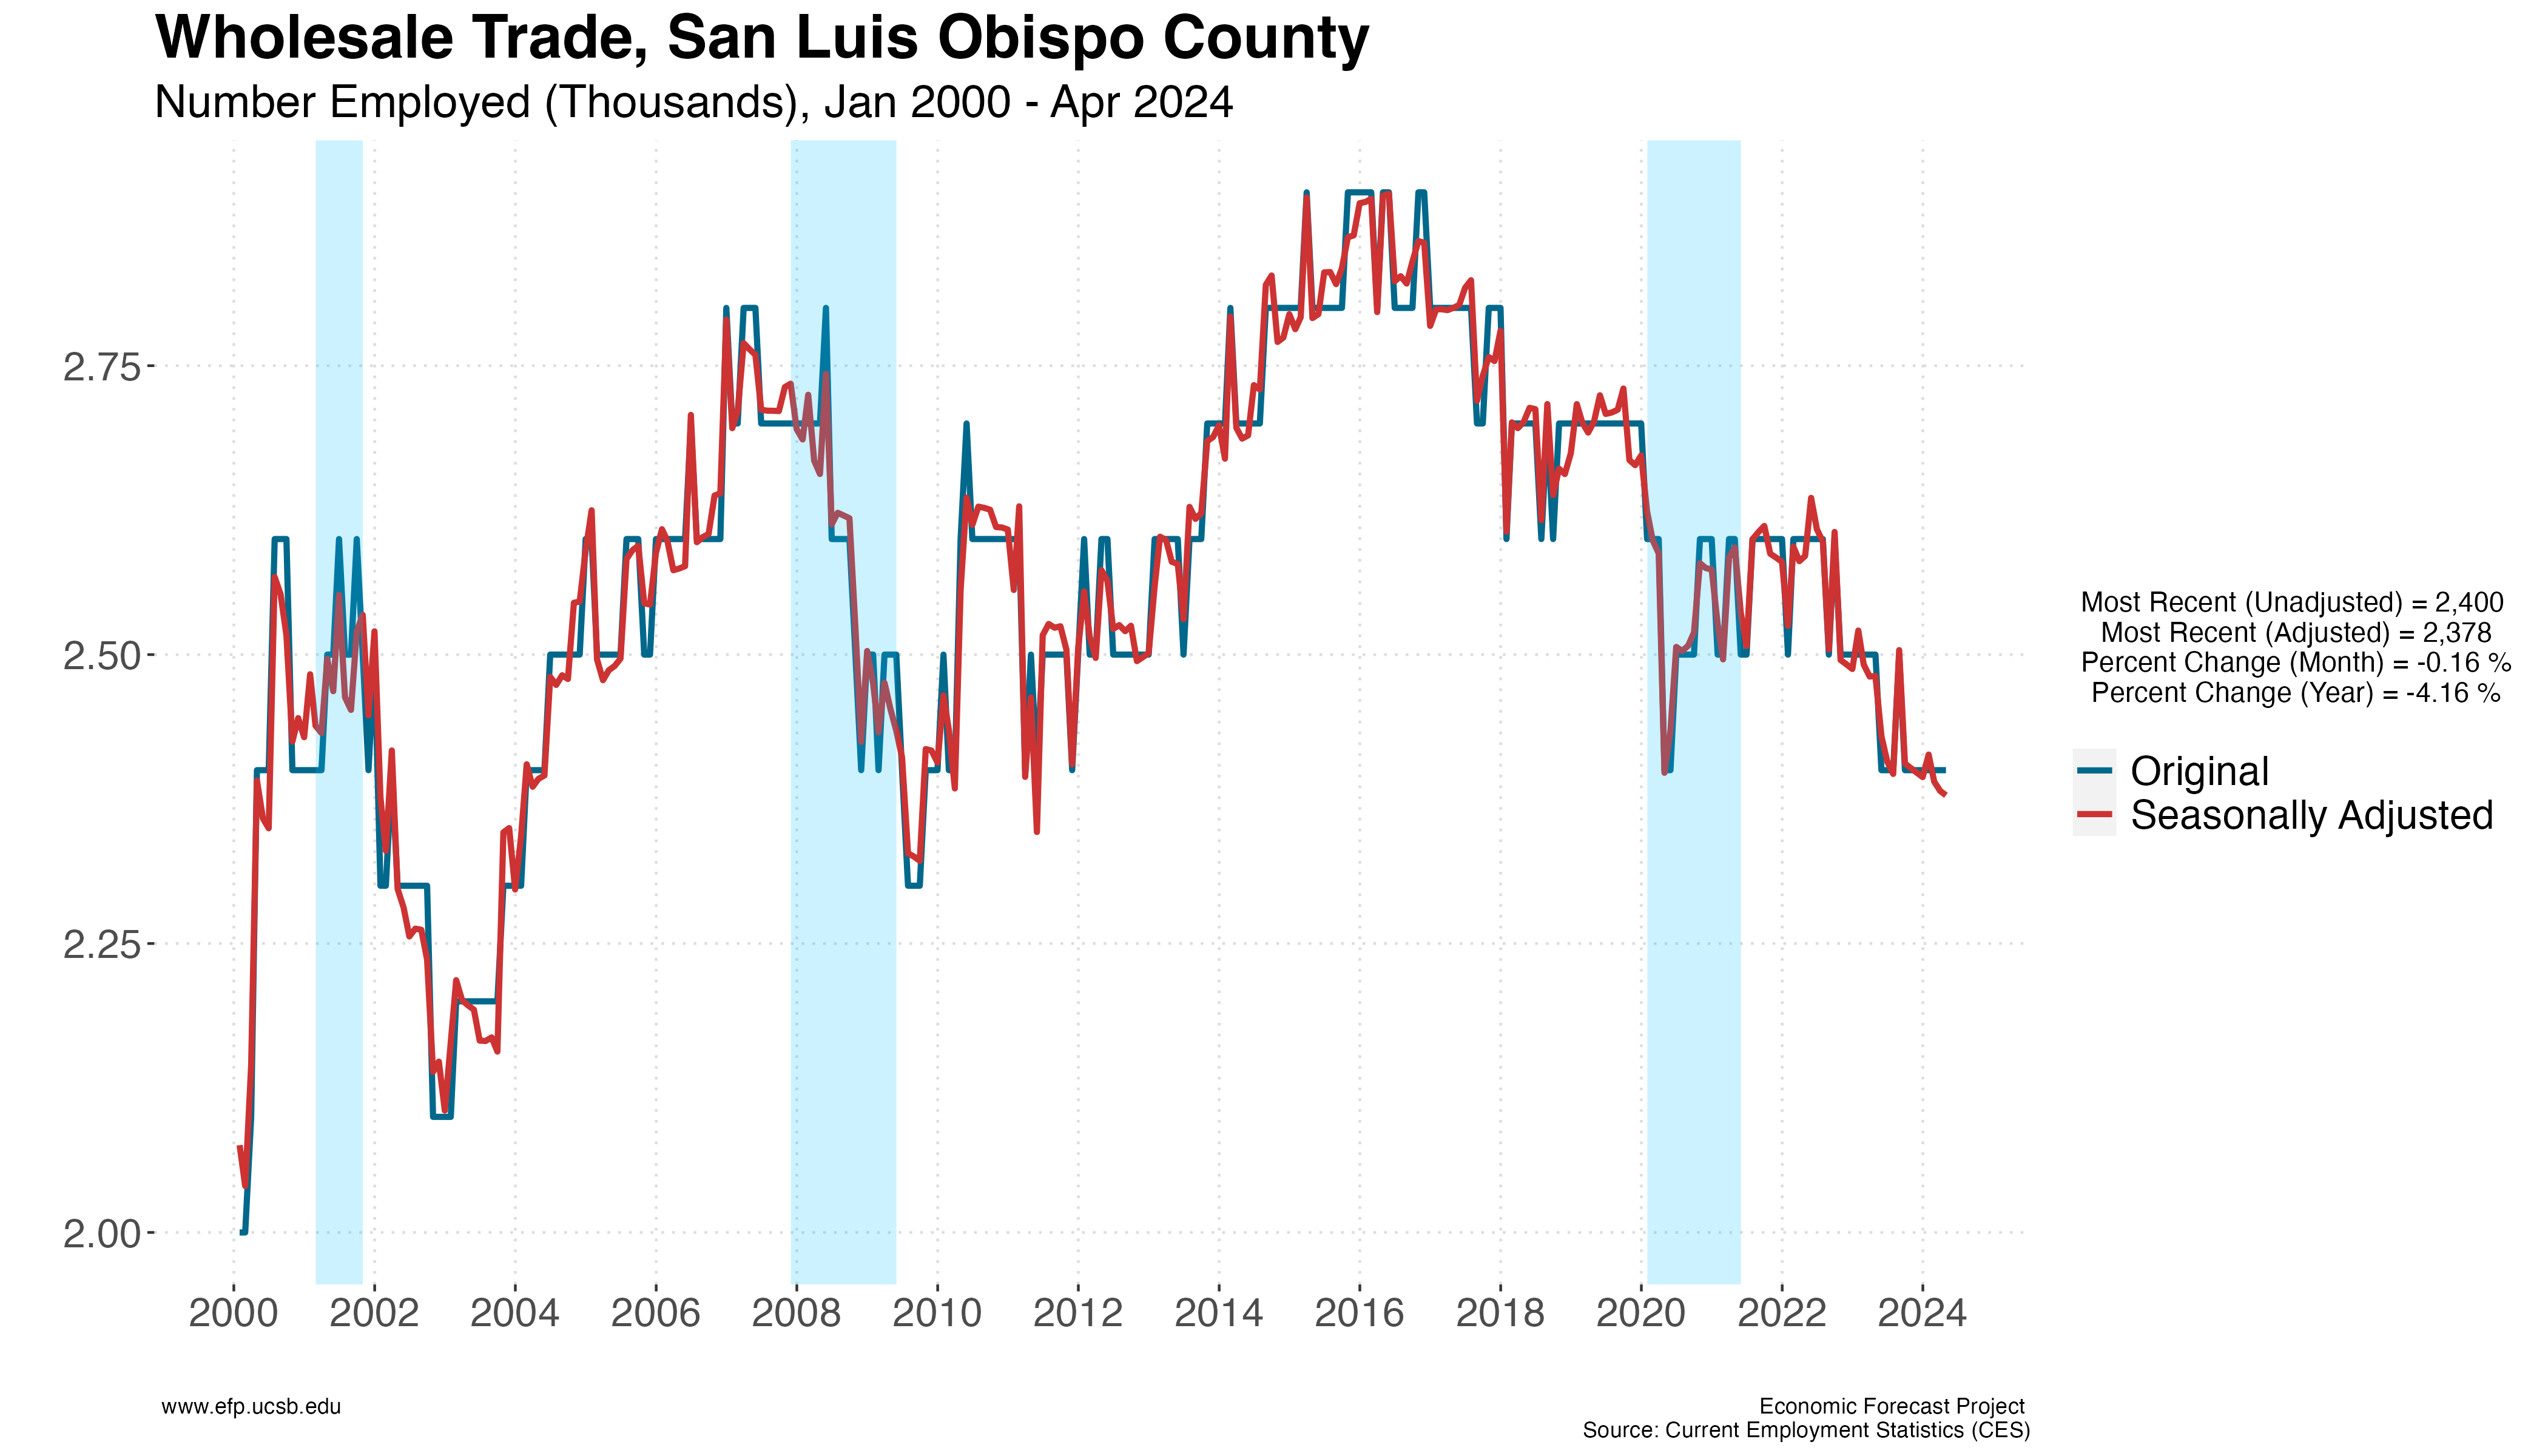 Wholesale Trade, San Luis Obispo County
Number Employed (Thousands), Jan 2000 - Apr 2024
2.75
2.50
2.25
2.00
2000 2002 2004 2006 2008 2010 2012 2014 2016 2018 2020 2022 2024
Most Recent (Unadjusted) = 2,400
Most Recent (Adjusted) = 2,378
Percent Change (Month) = -0.16 %
Percent Change (Year) = -4.16 %
Original
Seasonally Adjusted
www.efp.ucsb.edu
Economic Forecast Project
Source: Current Employment Statistics (CES)